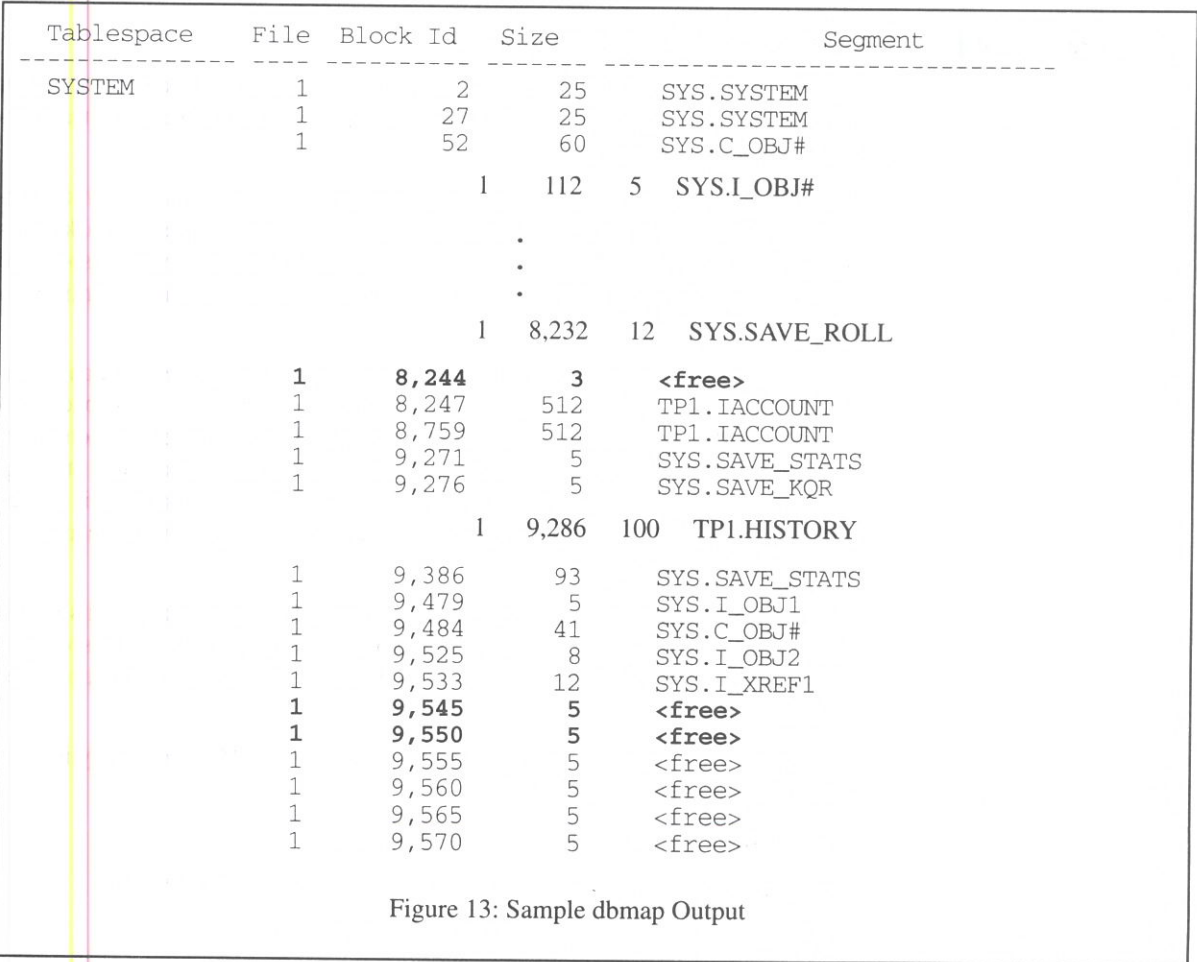 Tablespace File Block Id Size Segment
--------------- ---- ---------- ------- ------------------------------
SYSTEM 1 2 25 SYS.SYSTEM
1 27 25 SYS.SYSTEM
1 52 60 SYS.C_OBJ#
1 112 5 SYS.I_OBJ#
.
.
.
1 8,232 12 SYS.SAVE_ROLL
1 8,244 3 <free>
1 8,247 512 TP1.IACCOUNT
1 8,759 512 TP1.IACCOUNT
1 9,271 5 SYS.SAVE_STATS
1 9,276 5 SYS.SAVE_KQR
1 9,286 100 TP1.HISTORY
1 9,386 93 SYS.SAVE_STATS
1 9,479 5 SYS.I_OBJ1
1 9,484 41 SYS.C_OBJ#
1 9,525 8 SYS.I_OBJ2
1 9,533 12 SYS.I_XREF1
1 9,545 5 <free>
1 9,550 5 <free>
1 9,555 5 <free>
1 9,560 5 <free>
1 9,565 5 <free>
1 9,570 5 <free>
Figure 13: Sample dbmap Output